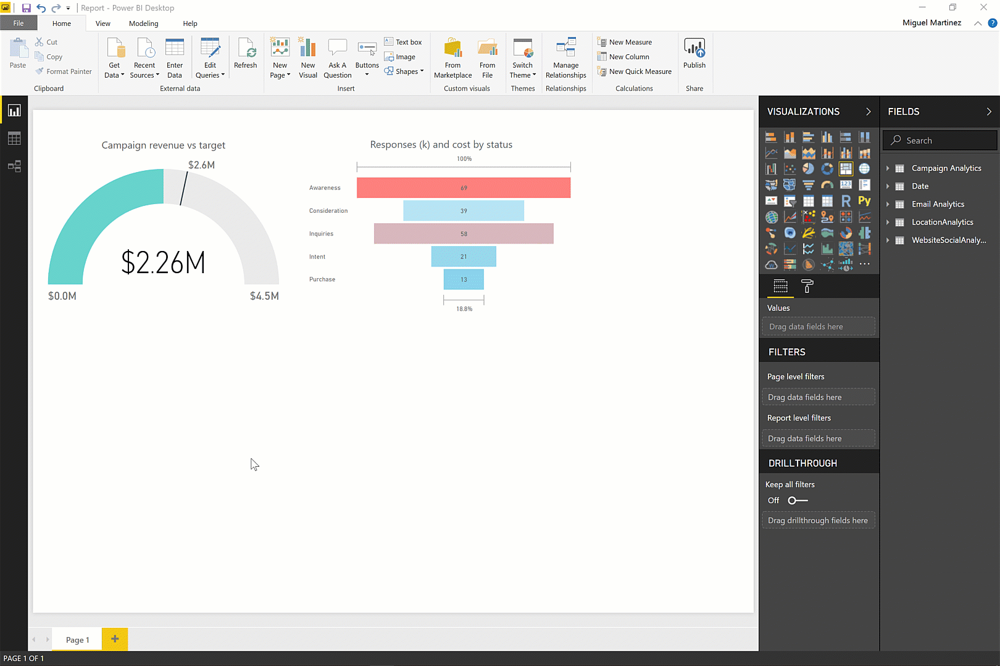 Report - Power BI Desktop
File
Home
View
Modeling
Help
Miguel Martinez
?
Paste
Cut
Copy
Format Painter
Clipboard
Get Data
Recent Sources
Enter Data
Edit Queries
Refresh
External data
New Page
New Visual
Ask A Question
Buttons
Text box
Image
Shapes
Insert
From Marketplace
From File
Custom visuals
Switch Theme
Themes
Manage Relationships
Relationships
New Measure
New Column
New Quick Measure
Calculations
Publish
Share
Campaign revenue vs target
$2.6M
$2.26M
$0.0M
$4.5M
Responses (k) and cost by status
100%
Awareness 69
Consideration 39
Inquiries 58
Intent 21
Purchase 13
18.8%
VISUALIZATIONS
123
R
Py
Values
Drag data fields here
FILTERS
Page level filters
Drag data fields here
Report level filters
Drag data fields here
DRILLTHROUGH
Keep all filters
Off
Drag drillthrough fields here
FIELDS
Search
Campaign Analytics
Date
Email Analytics
LocationAnalytics
WebsiteSocialAnaly...
Page 1
PAGE 1 OF 1